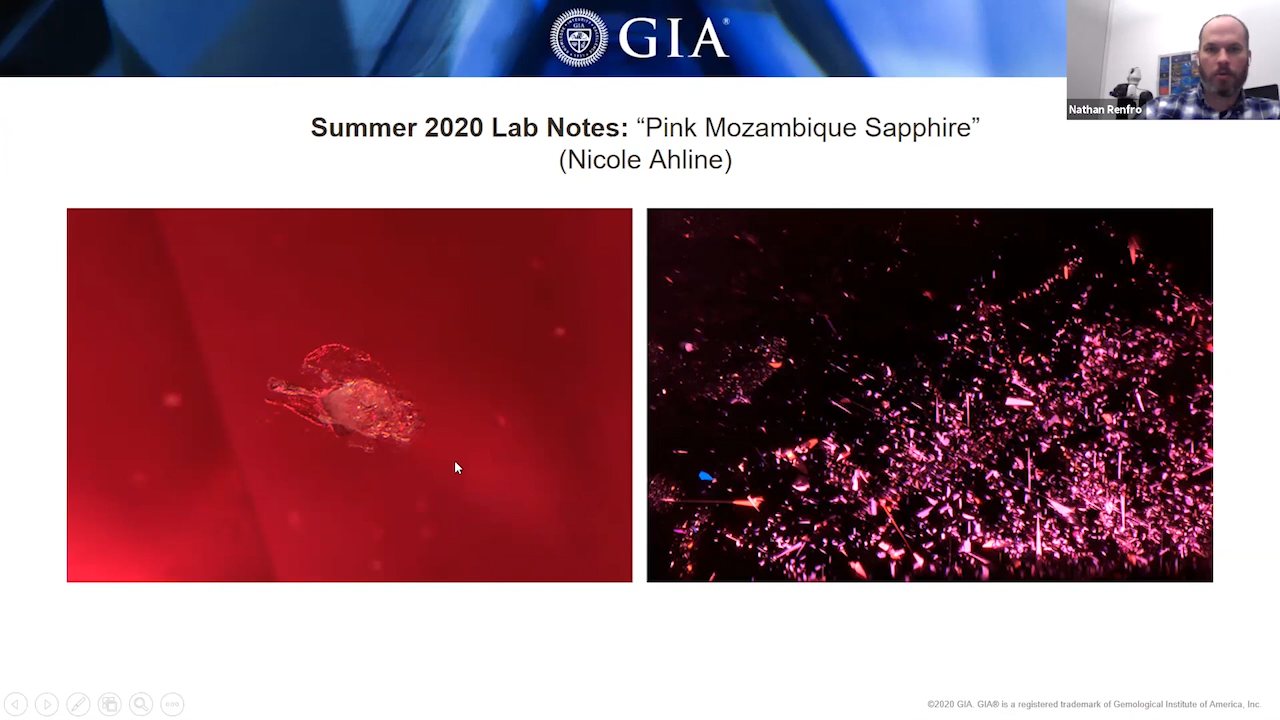 GIA
GIA®
Nathan Renfro
Summer 2020 Lab Notes: “Pink Mozambique Sapphire”
(Nicole Ahline)
©2020 GIA. GIA® is a registered trademark of Gemological Institute of America, Inc.